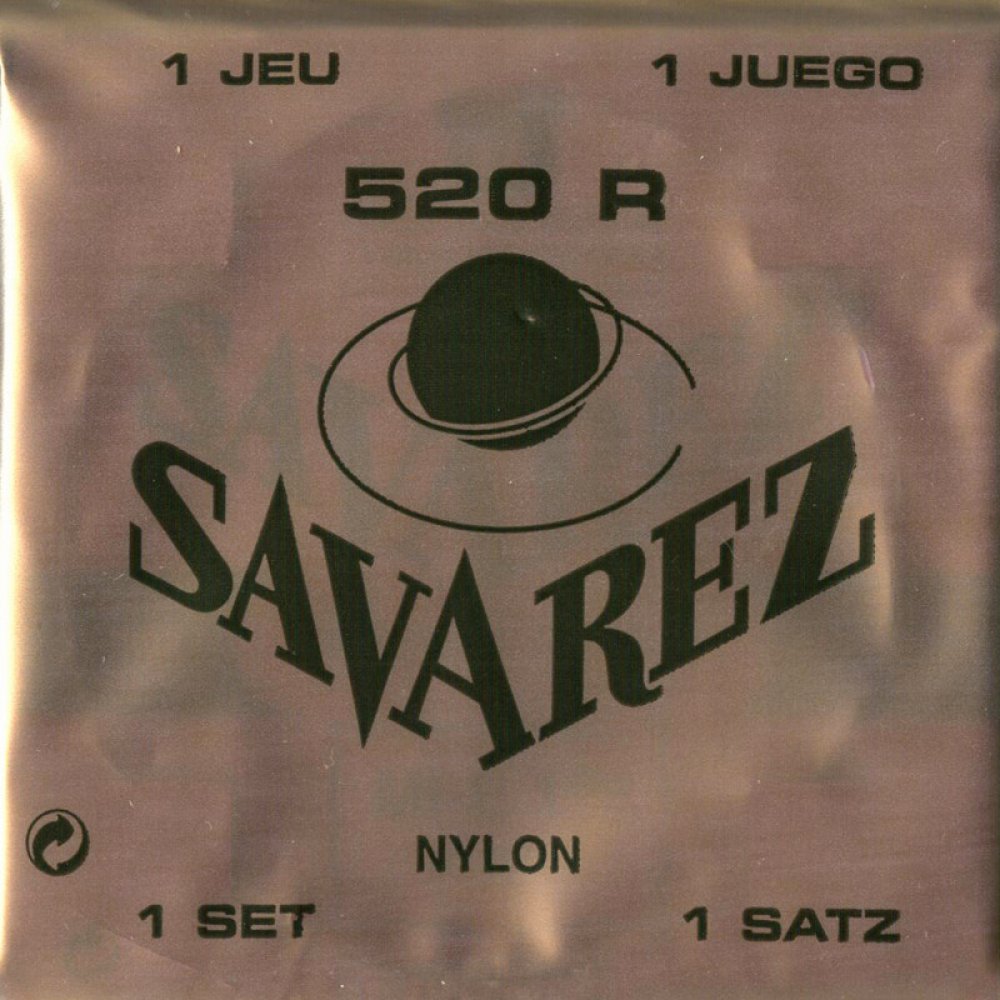 1 JEU
1 JUEGO
520 R
SAVAREZ
NYLON
1 SET
1 SATZ